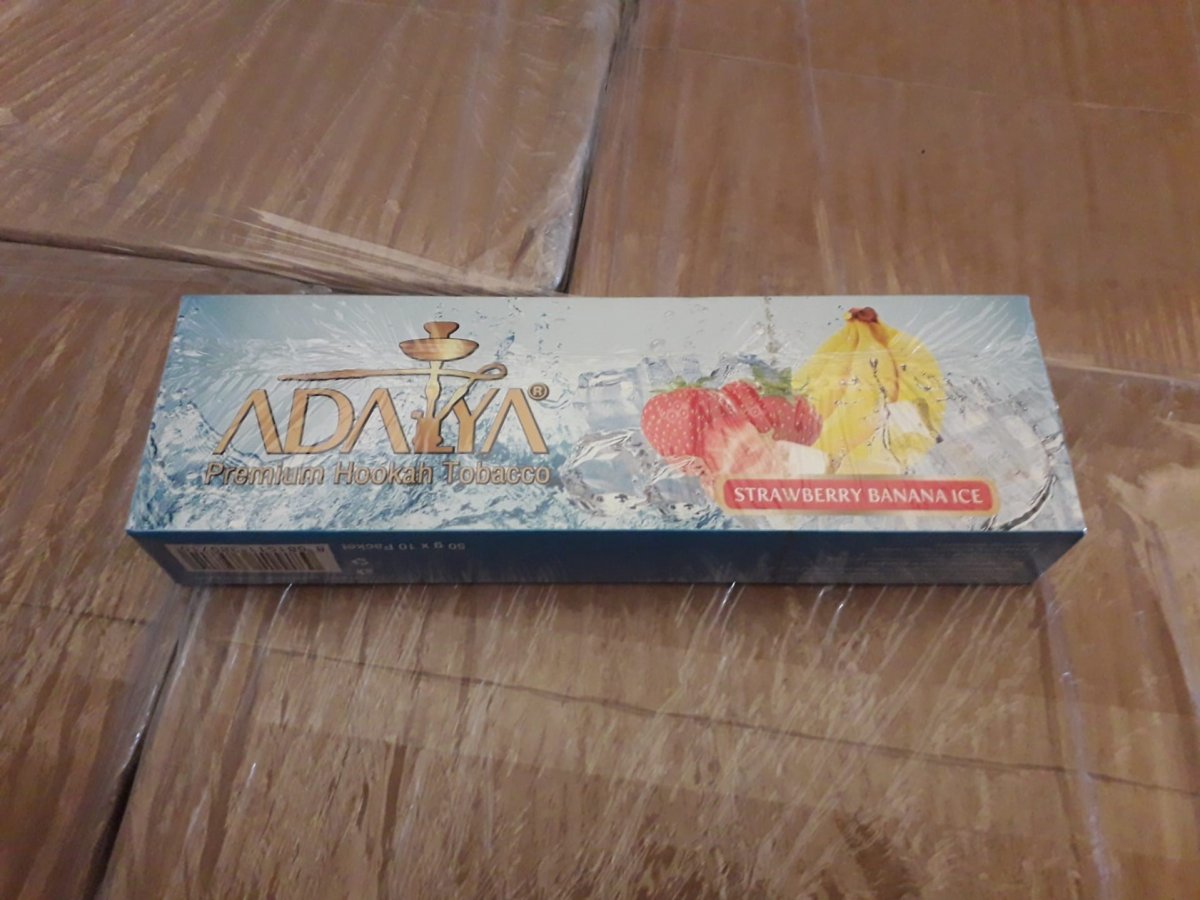 ADALYA®
Premium Hookah Tobacco
STRAWBERRY BANANA ICE
50 g x 10 Packet